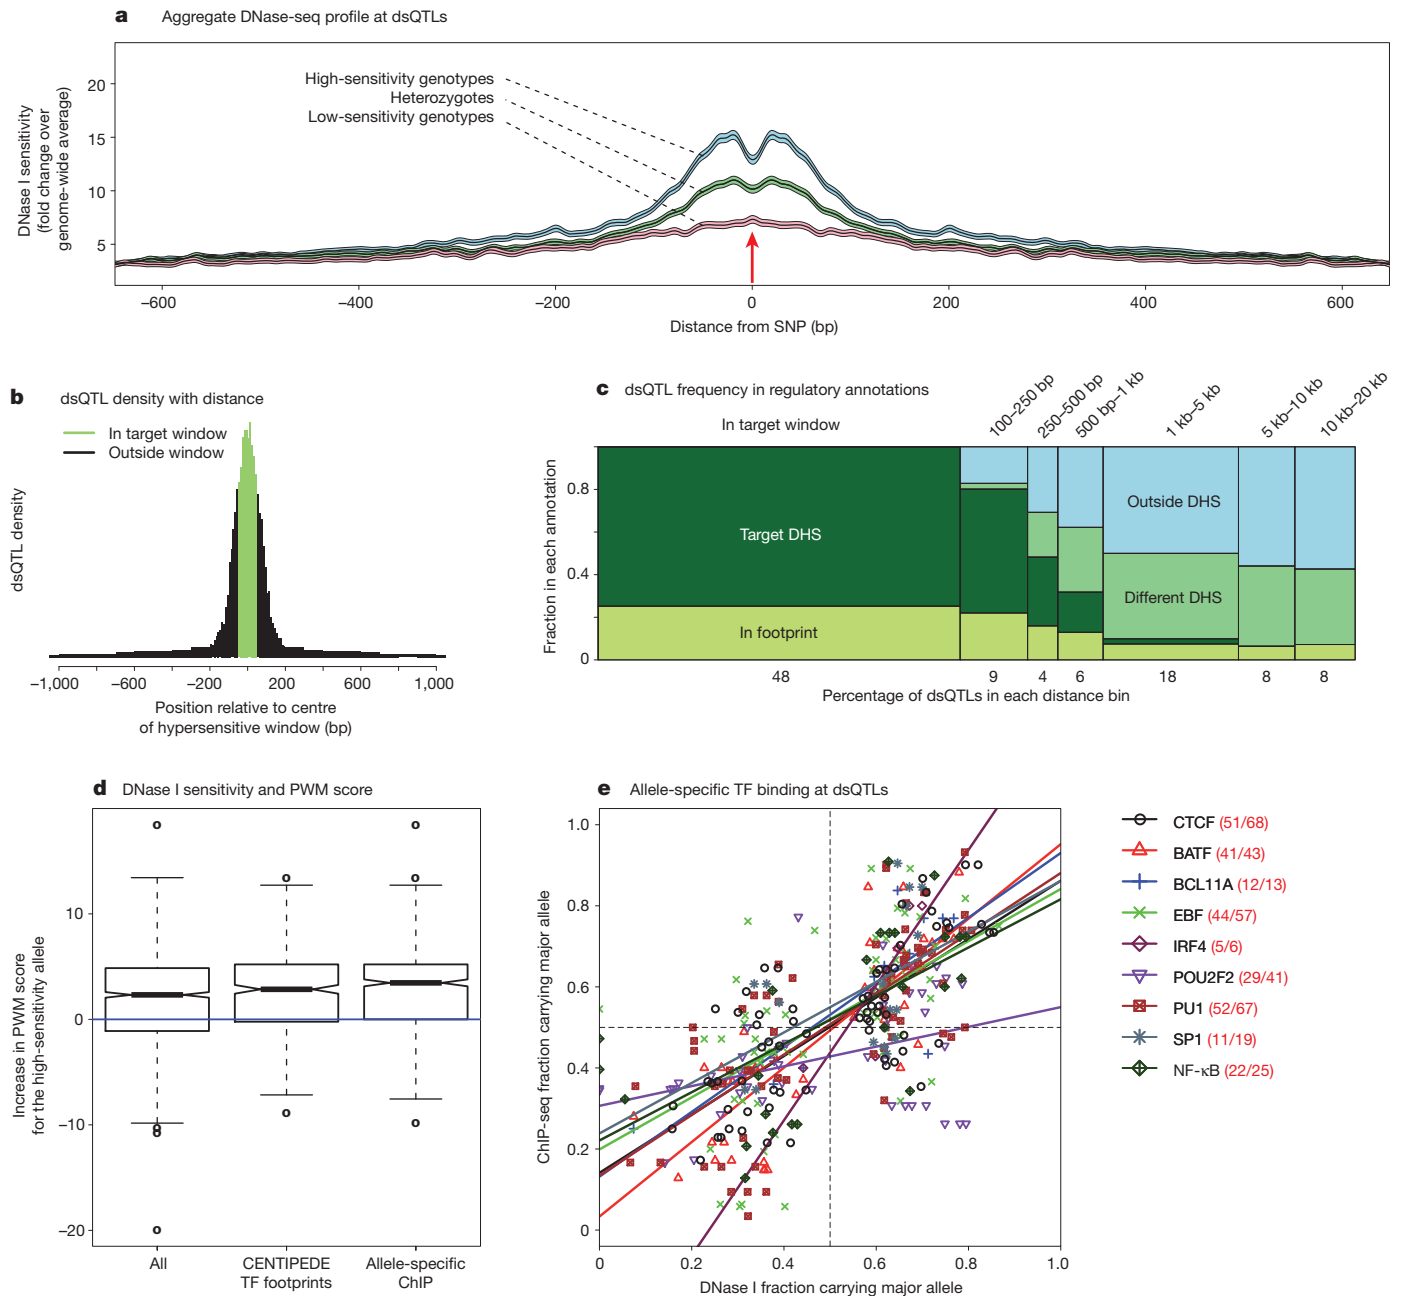 a Aggregate DNase-seq profile at dsQTLs
DNase I sensitivity
(fold change over
genome-wide average)
20
15
10
5
High-sensitivity genotypes
Heterozygotes
Low-sensitivity genotypes
−600 −400 −200 0 200 400 600
Distance from SNP (bp)
b dsQTL density with distance
In target window
Outside window
dsQTL density
−1,000 −600 −200 200 600 1,000
Position relative to centre
of hypersensitive window (bp)
c dsQTL frequency in regulatory annotations
In target window 100–250 bp 250–500 bp 500 bp–1 kb 1 kb–5 kb 5 kb–10 kb 10 kb–20 kb
Fraction in each annotation
0.8
0.4
0
Outside DHS
Target DHS
Different DHS
In footprint
48 9 4 6 18 8 8
Percentage of dsQTLs in each distance bin
d DNase I sensitivity and PWM score
Increase in PWM score
for the high-sensitivity allele
10
0
−10
−20
All CENTIPEDE Allele-specific
TF footprints ChIP
e Allele-specific TF binding at dsQTLs
ChIP-seq fraction carrying major allele
1.0
0.8
0.6
0.4
0.2
0
0 0.2 0.4 0.6 0.8 1.0
DNase I fraction carrying major allele
CTCF (51/68)
BATF (41/43)
BCL11A (12/13)
EBF (44/57)
IRF4 (5/6)
POU2F2 (29/41)
PU1 (52/67)
SP1 (11/19)
NF-κB (22/25)